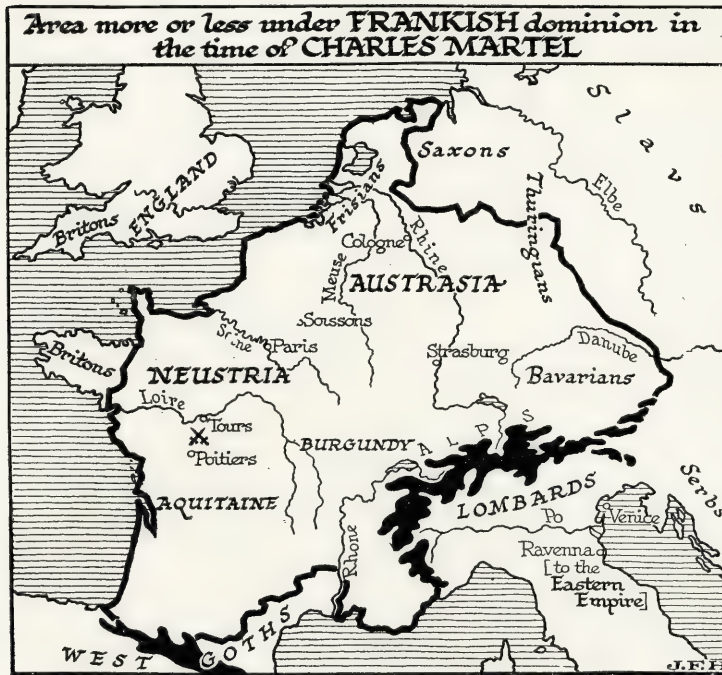 Area more or less under FRANKISH dominion in
the time of CHARLES MARTEL
Slavs
Saxons
Elbe
Thuringians
ENGLAND
Britons
Frisians
Cologne
Rhine
Meuse
AUSTRASIA
Soissons
Britons
Seine
Paris
Strasburg
Danube
NEUSTRIA
Bavarians
Loire
Tours
BURGUNDY
ALPS
Poitiers
LOMBARDS
Serbs
AQUITAINE
Po
Venice
Rhone
Ravenna
[to the
Eastern
Empire]
WEST GOTHS
J.F.H